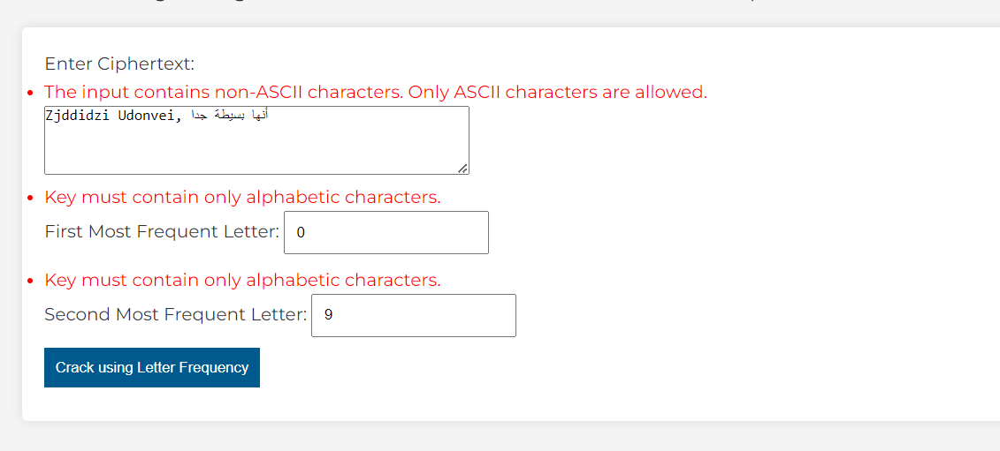 Enter Ciphertext:
• The input contains non-ASCII characters. Only ASCII characters are allowed.
Zjddidzi Udonvei, أنها بسيطة جدا
• Key must contain only alphabetic characters.
First Most Frequent Letter: 0
• Key must contain only alphabetic characters.
Second Most Frequent Letter: 9
Crack using Letter Frequency